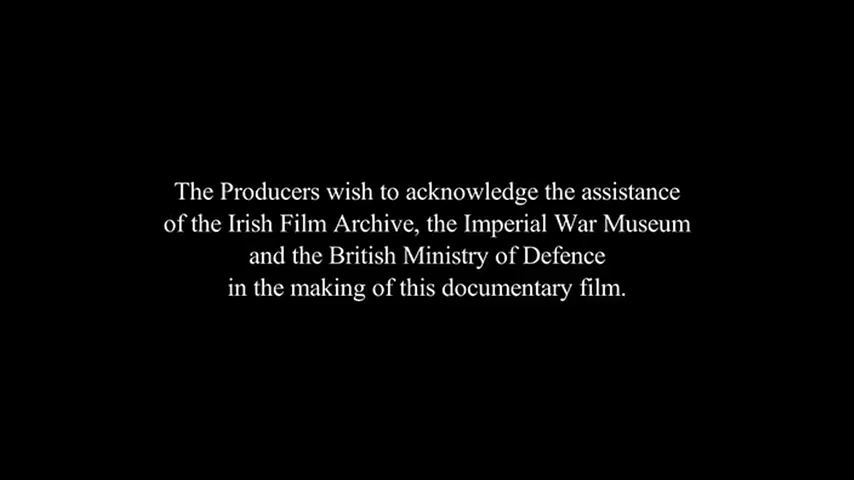 The Producers wish to acknowledge the assistance
of the Irish Film Archive, the Imperial War Museum
and the British Ministry of Defence
in the making of this documentary film.